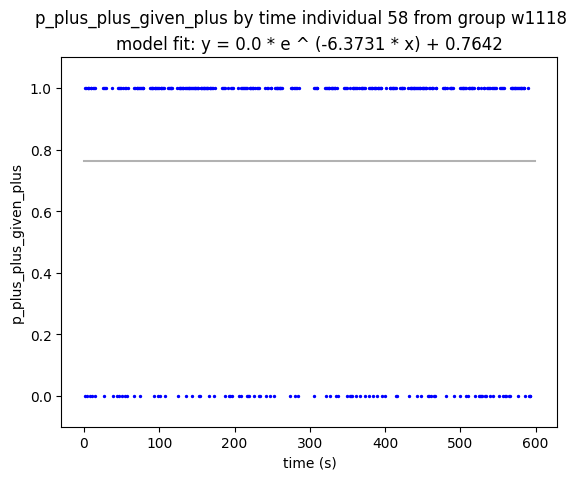 p_plus_plus_given_plus by time individual 58 from group w1118
model fit: y = 0.0 * e ^ (-6.3731 * x) + 0.7642
p_plus_plus_given_plus
1.0
0.8
0.6
0.4
0.2
0.0
0 100 200 300 400 500 600
time (s)